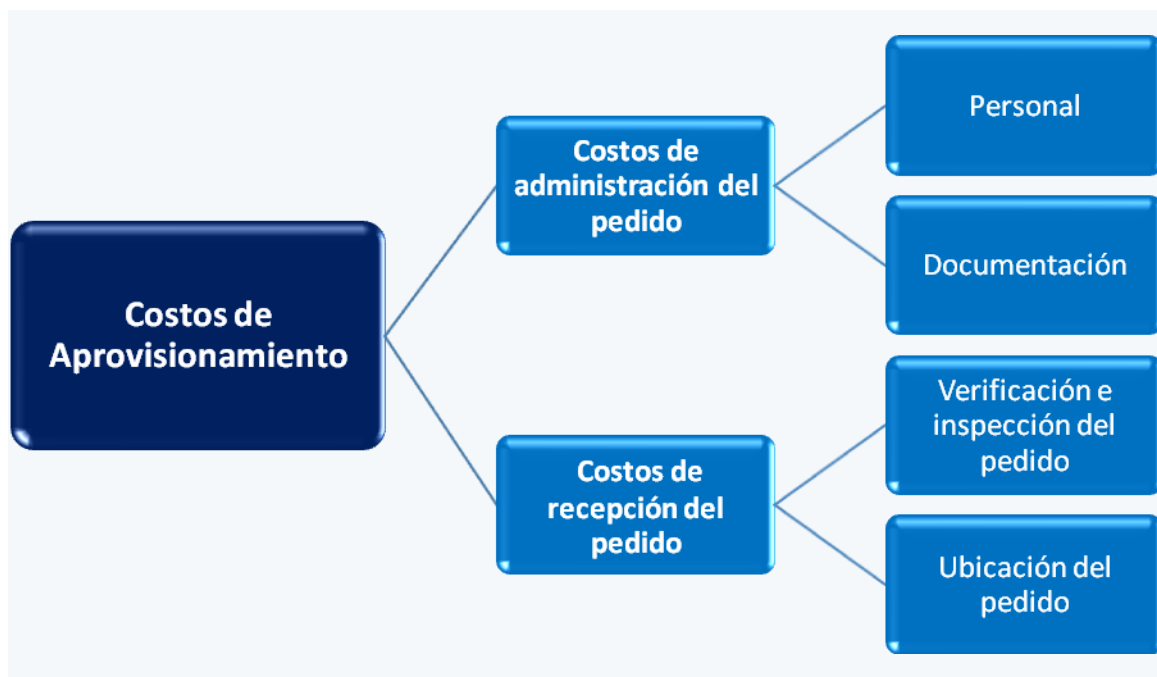 Costos de
Aprovisionamiento
Costos de
administración del
pedido
Personal
Documentación
Costos de
recepción del
pedido
Verificación e
inspección del
pedido
Ubicación del
pedido